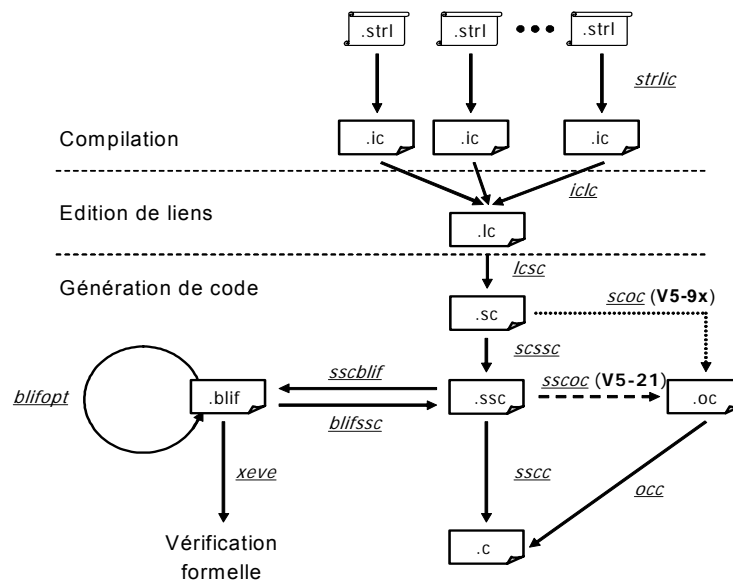 .strl .strl ••• .strl
strlic
Compilation
.ic .ic .ic
iclc
Edition de liens
.lc
lcsc
Génération de code
scoc (V5-9x)
.sc
scssc
sscblif
sscoc (V5-21)
blifopt
.blif
.ssc
.oc
blifssc
xeve
sscc
occ
Vérification
formelle
.c